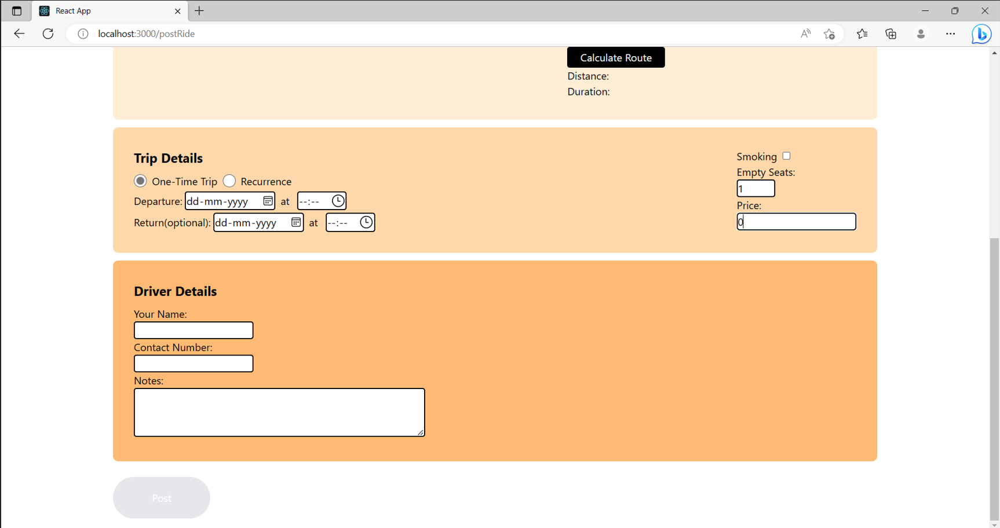 React App
localhost:3000/postRide
Calculate Route
Distance:
Duration:
Trip Details
One-Time Trip Recurrence
Departure: dd-mm-yyyy at --:--
Return(optional): dd-mm-yyyy at --:--
Smoking
Empty Seats:
1
Price:
0
Driver Details
Your Name:
Contact Number:
Notes:
Post